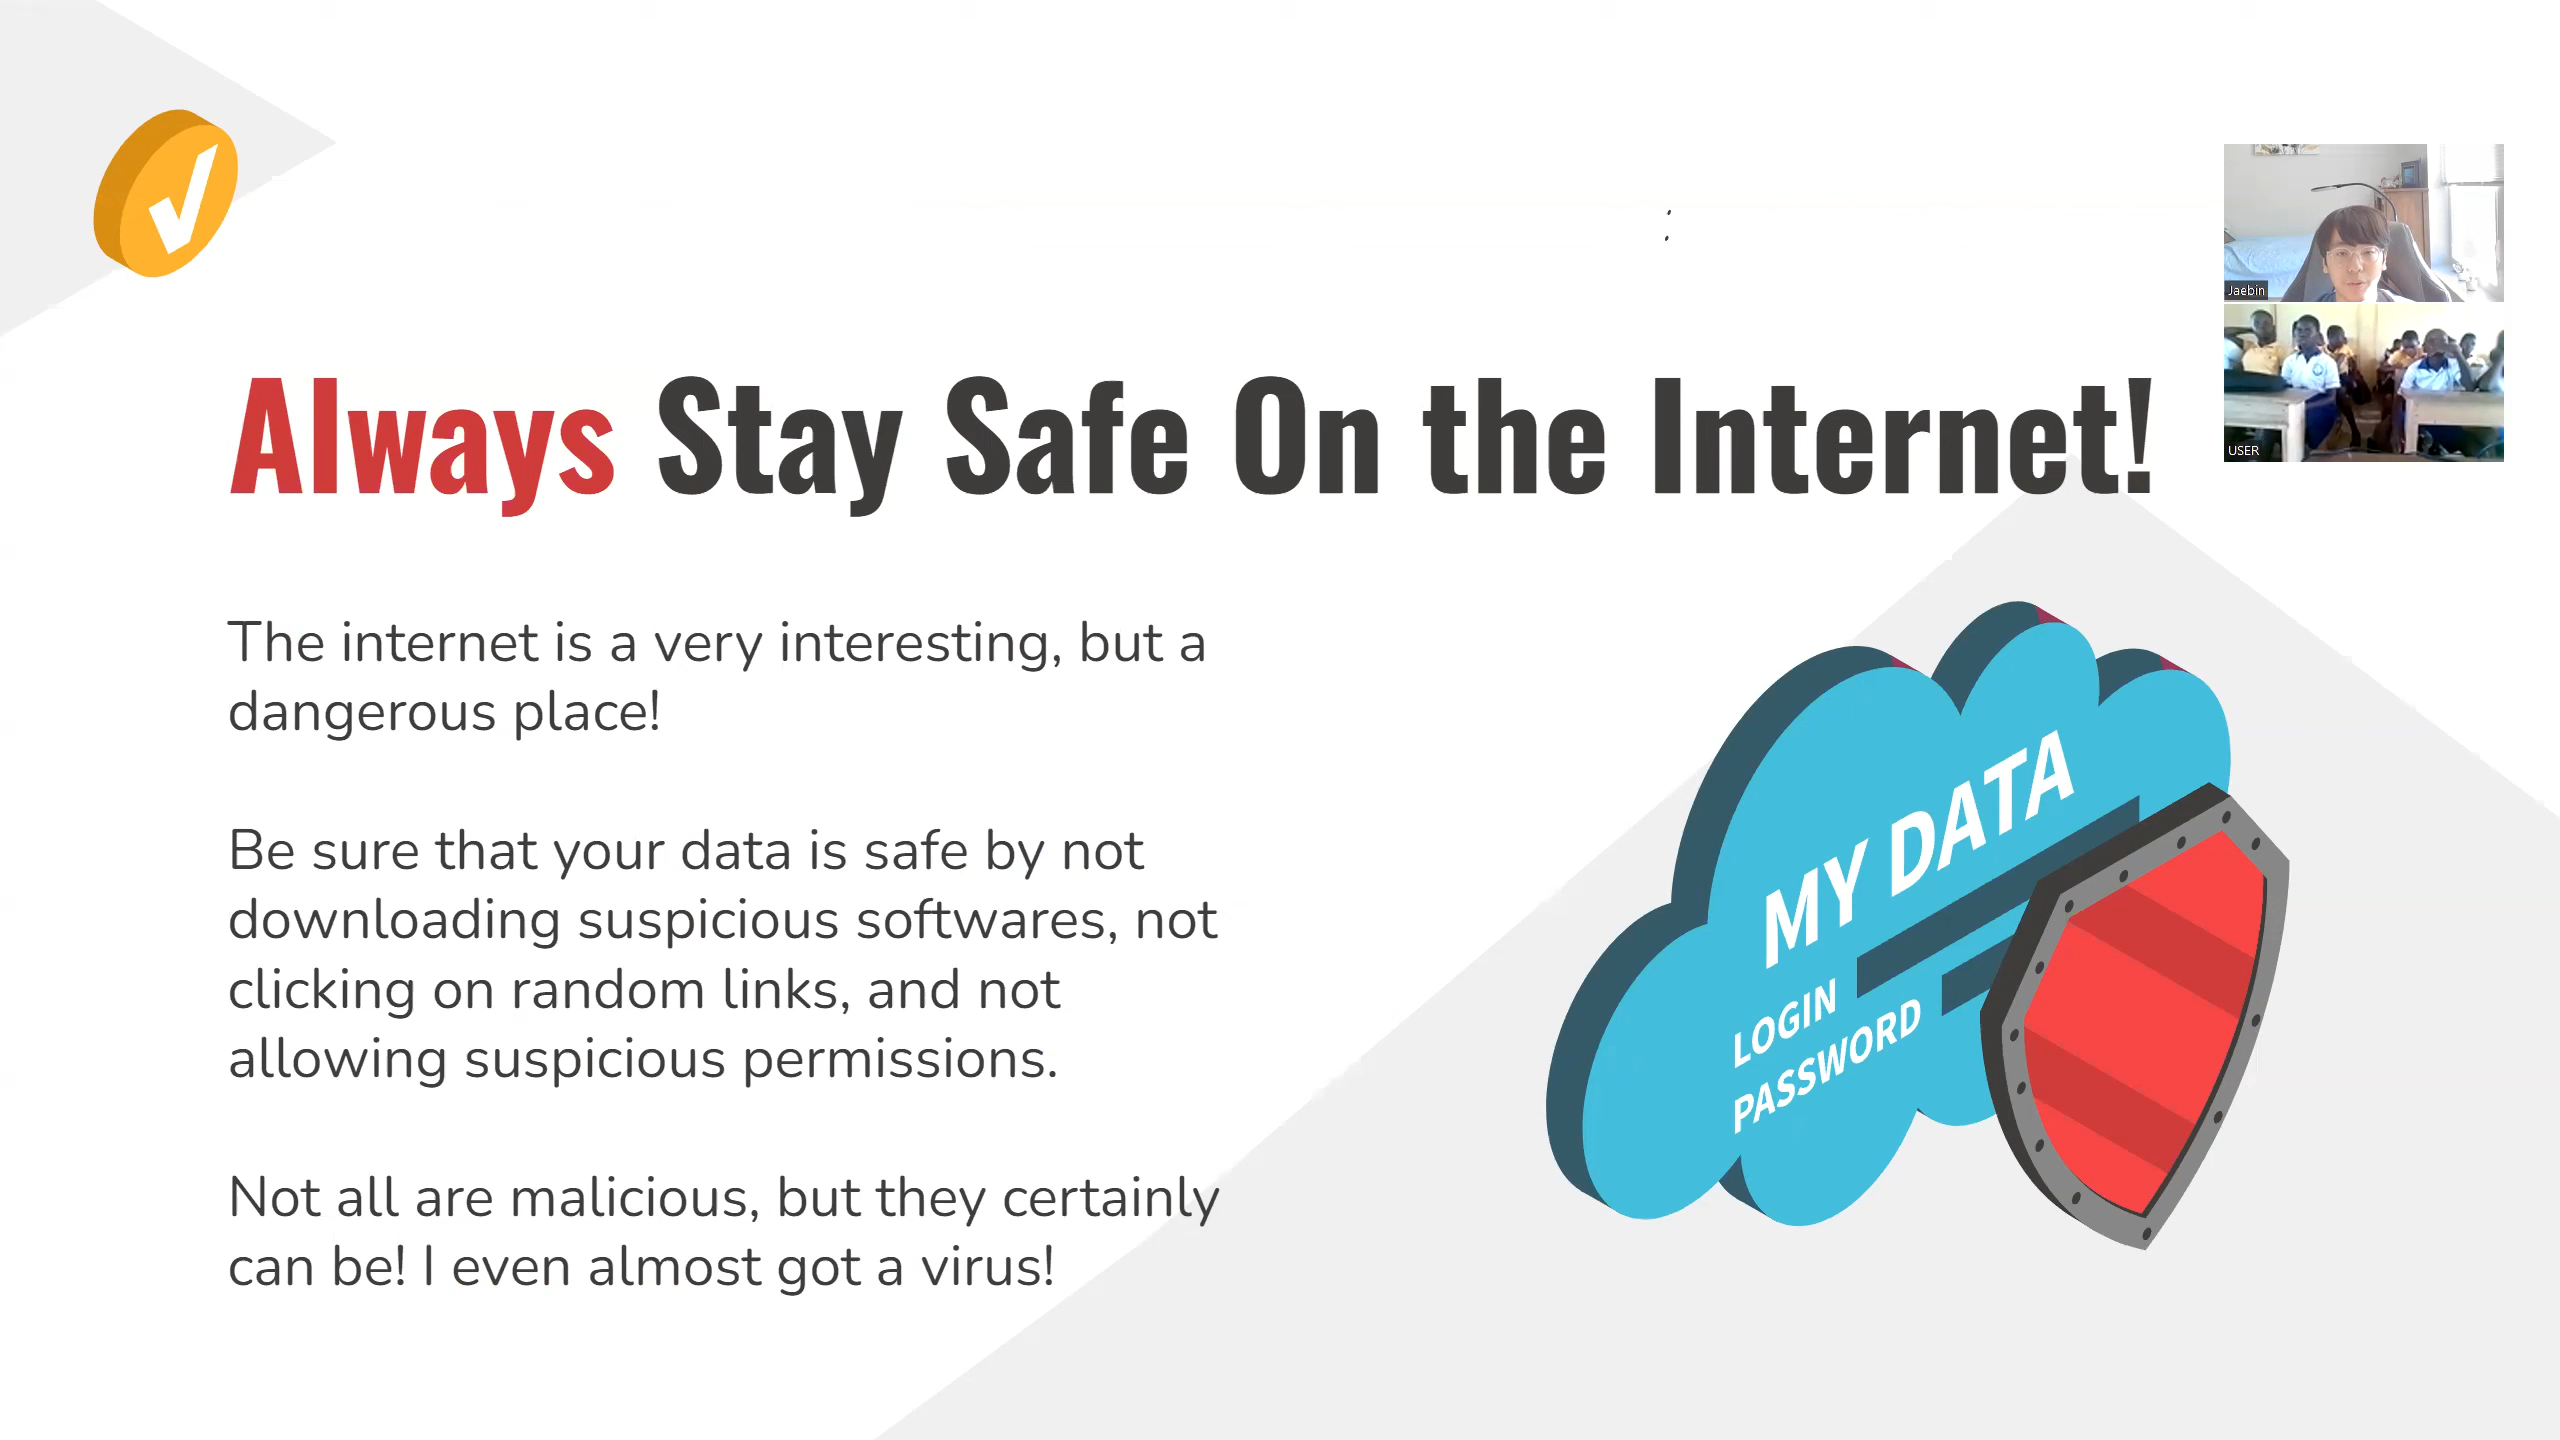 Always Stay Safe On the Internet!
The internet is a very interesting, but a
dangerous place!
Be sure that your data is safe by not
downloading suspicious softwares, not
clicking on random links, and not
allowing suspicious permissions.
Not all are malicious, but they certainly
can be! I even almost got a virus!
MY DATA
LOGIN
PASSWORD
Jaebin
USER